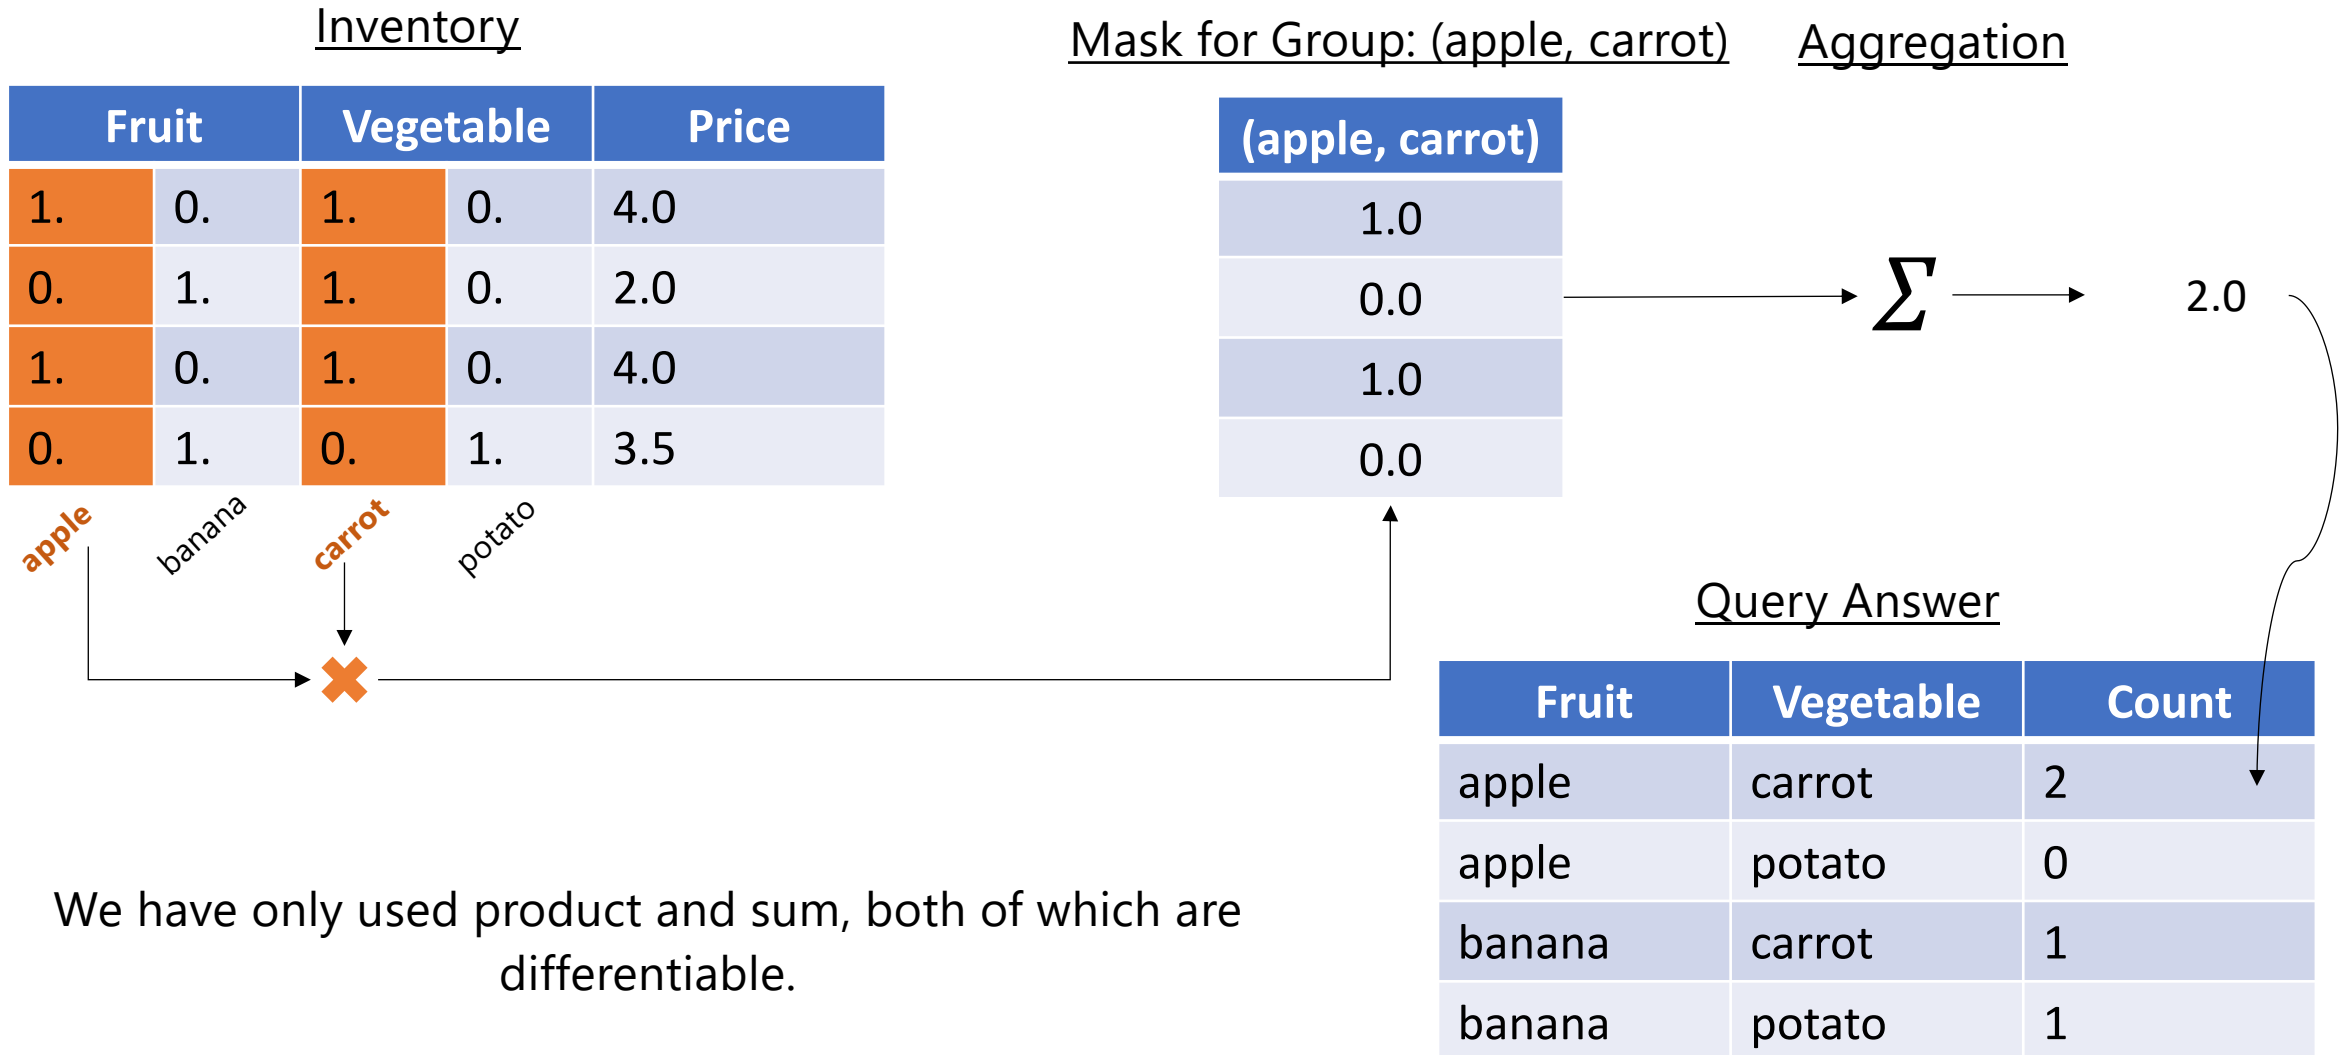 Inventory
Fruit Vegetable Price
1. 0. 1. 0. 4.0
0. 1. 1. 0. 2.0
1. 0. 1. 0. 4.0
0. 1. 0. 1. 3.5
apple banana carrot potato
Mask for Group: (apple, carrot)
(apple, carrot)
1.0
0.0
1.0
0.0
Aggregation
Σ 2.0
Query Answer
Fruit Vegetable Count
apple carrot 2
apple potato 0
banana carrot 1
banana potato 1
We have only used product and sum, both of which are
differentiable.